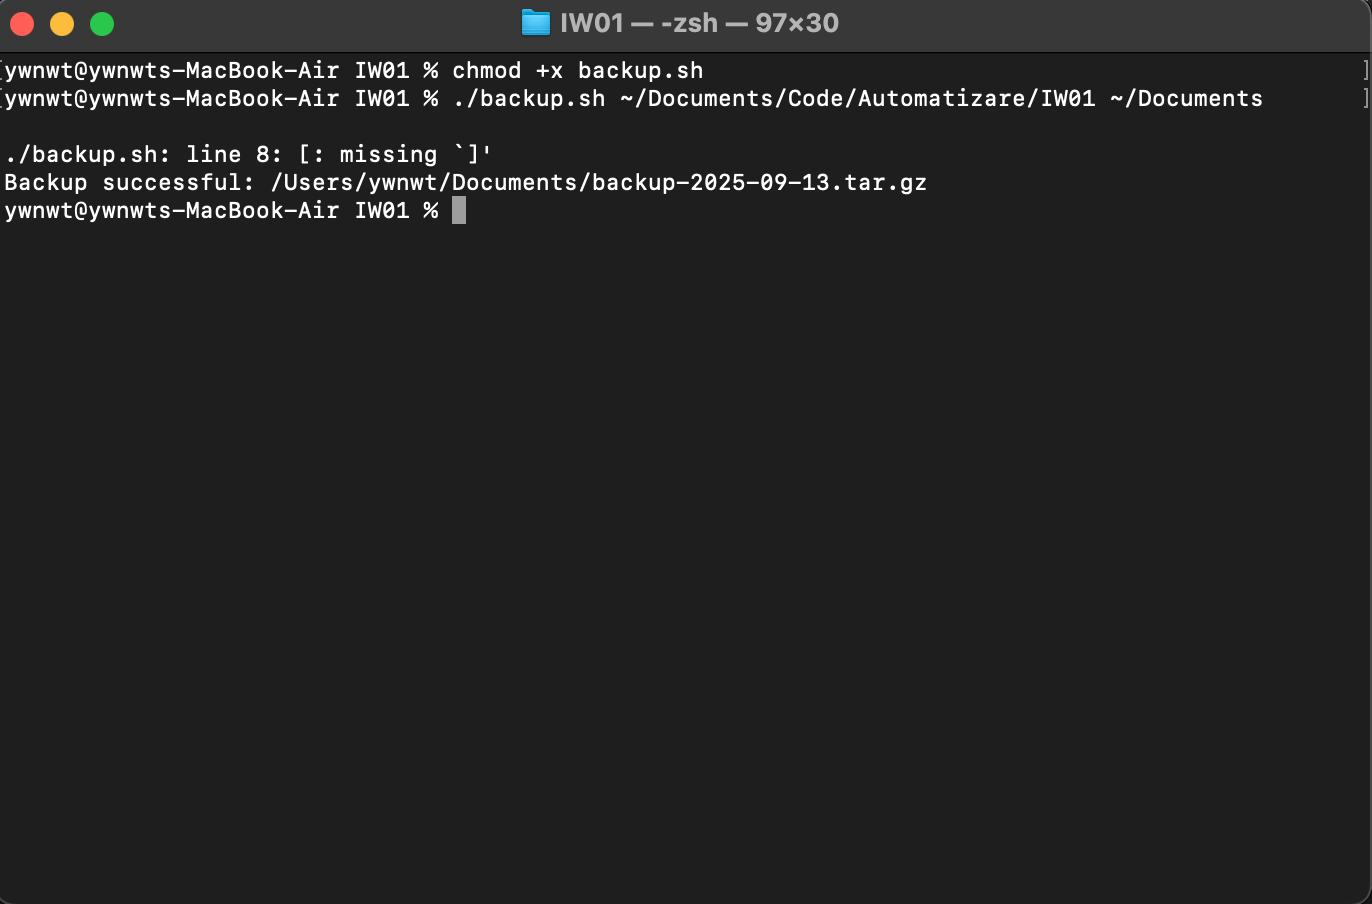 IW01 — -zsh — 97×30
[ywnwt@ywnwts-MacBook-Air IW01 % chmod +x backup.sh ]
[ywnwt@ywnwts-MacBook-Air IW01 % ./backup.sh ~/Documents/Code/Automatizare/IW01 ~/Documents ]
./backup.sh: line 8: [: missing `]'
Backup successful: /Users/ywnwt/Documents/backup-2025-09-13.tar.gz
ywnwt@ywnwts-MacBook-Air IW01 %